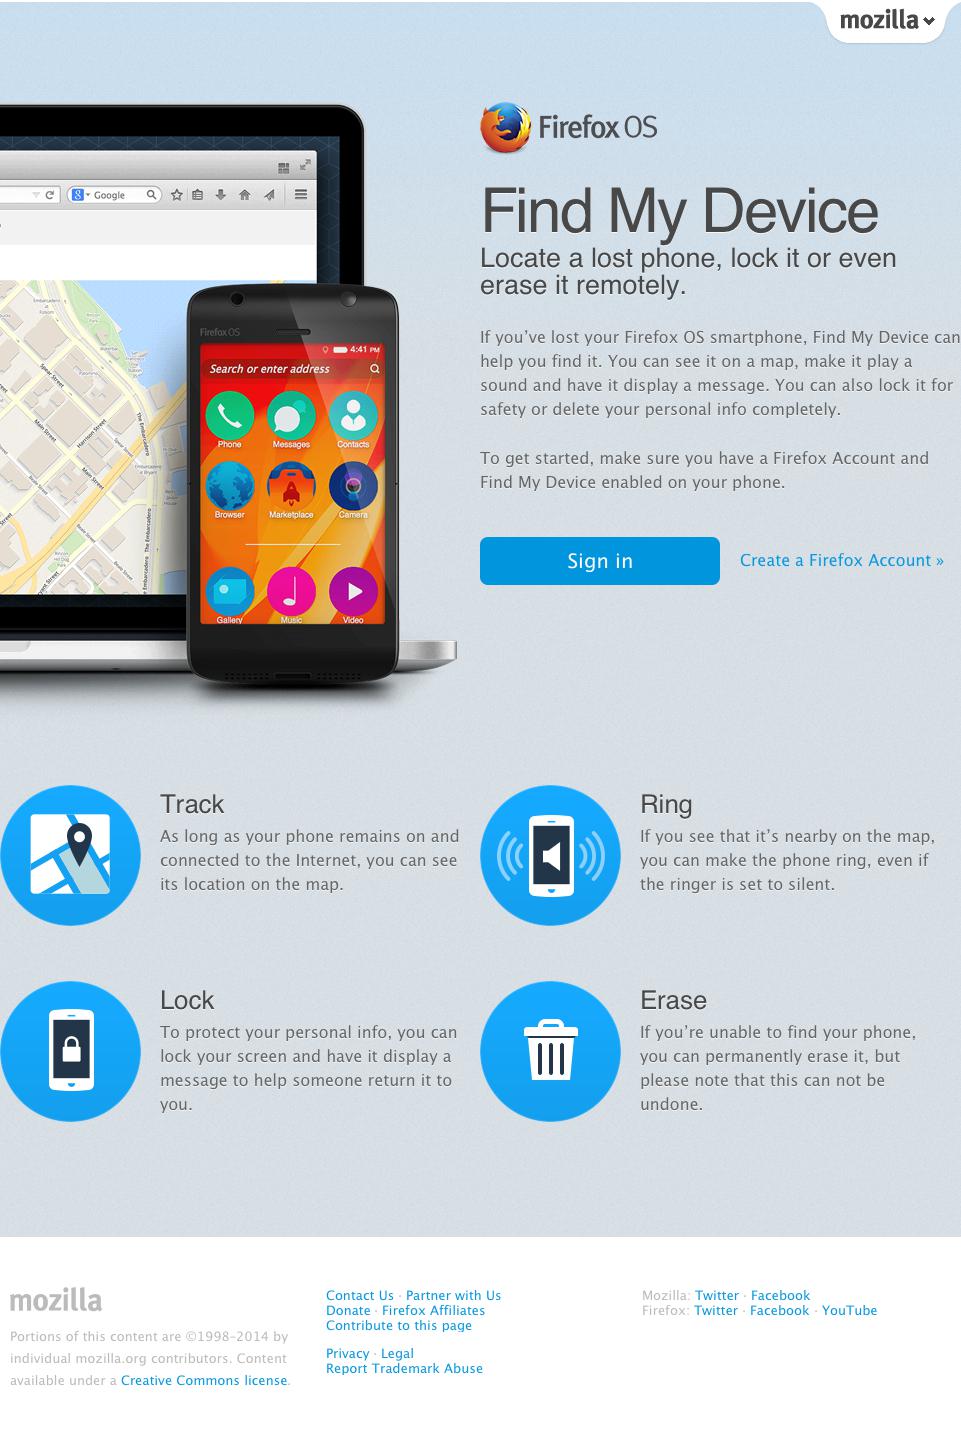 mozilla
Firefox OS
Find My Device
Locate a lost phone, lock it or even
erase it remotely.
If you've lost your Firefox OS smartphone, Find My Device can
help you find it. You can see it on a map, make it play a
sound and have it display a message. You can also lock it for
safety or delete your personal info completely.
To get started, make sure you have a Firefox Account and
Find My Device enabled on your phone.
Sign in
Create a Firefox Account »
Google
Firefox OS
4:41 PM
Search or enter address
Phone
Messages
Contacts
Browser
Marketplace
Camera
Gallery
Music
Video
Spear Street
Main Street
Harrison Street
Beale Street
The Embarcadero
Track
As long as your phone remains on and
connected to the Internet, you can see
its location on the map.
Ring
If you see that it's nearby on the map,
you can make the phone ring, even if
the ringer is set to silent.
Lock
To protect your personal info, you can
lock your screen and have it display a
message to help someone return it to
you.
Erase
If you're unable to find your phone,
you can permanently erase it, but
please note that this can not be
undone.
mozilla
Portions of this content are ©1998–2014 by
individual mozilla.org contributors. Content
available under a Creative Commons license.
Contact Us · Partner with Us
Donate · Firefox Affiliates
Contribute to this page
Privacy · Legal
Report Trademark Abuse
Mozilla: Twitter · Facebook
Firefox: Twitter · Facebook · YouTube